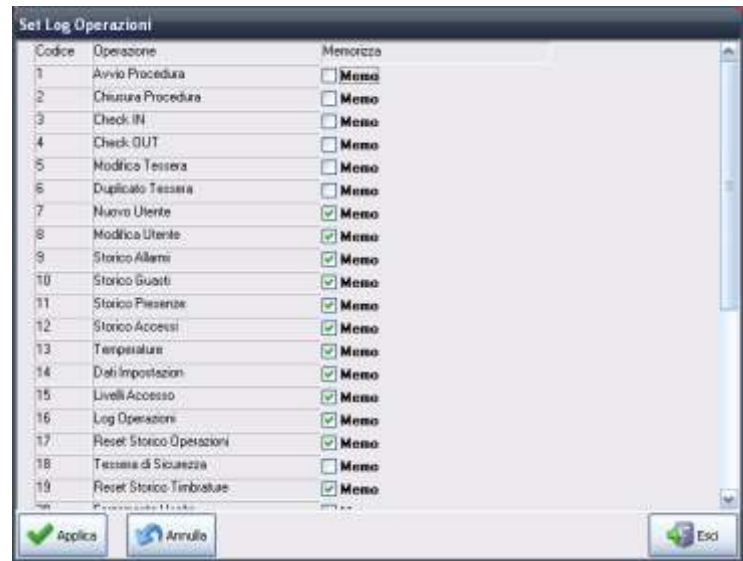 Set Log Operazioni
Codice Operazione Memorizza
1 Avvio Procedura Memo
2 Chiusura Procedura Memo
3 Check IN Memo
4 Check OUT Memo
5 Modifica Tessera Memo
6 Duplicato Tessera Memo
7 Nuovo Utente Memo
8 Modifica Utente Memo
9 Storico Allarmi Memo
10 Storico Guasti Memo
11 Storico Presenze Memo
12 Storico Accessi Memo
13 Temperature Memo
14 Dati Impostazion Memo
15 Livelli Accesso Memo
16 Log Operazioni Memo
17 Reset Storico Operazioni Memo
18 Tessera di Sicurezza Memo
19 Reset Storico Timbrature Memo
Applica Annulla Esci